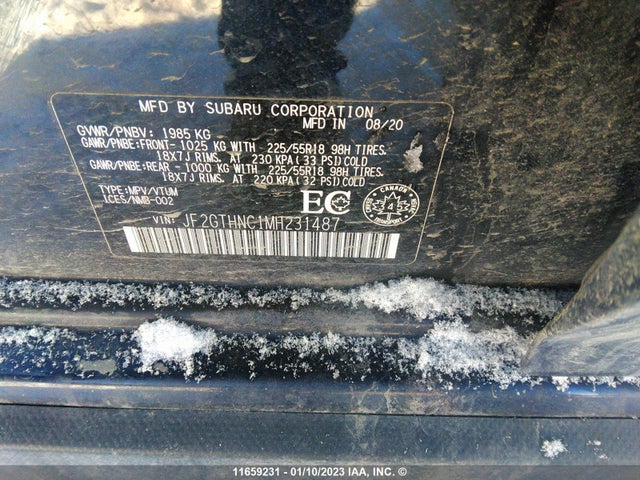 MFD BY SUBARU CORPORATION
GVWR/PNBV: 1985 KG MFD IN 08/20
GAWR/PNBE:FRONT- 1025 KG WITH 225/55R18 98H TIRES.
18X7J RIMS. AT 230 KPA(33 PSI)COLD
GAWR/PNBE:REAR - 1000 KG WITH 225/55R18 98H TIRES.
18X7J RIMS. AT 220 KPA(32 PSI)COLD
TYPE:MPV/VTUM
ICES/NMB-002
EC
CANADA
4
TRANSPORT
VIN: JF2GTHNC1MH231487
11659231 - 01/10/2023 IAA, INC. ©